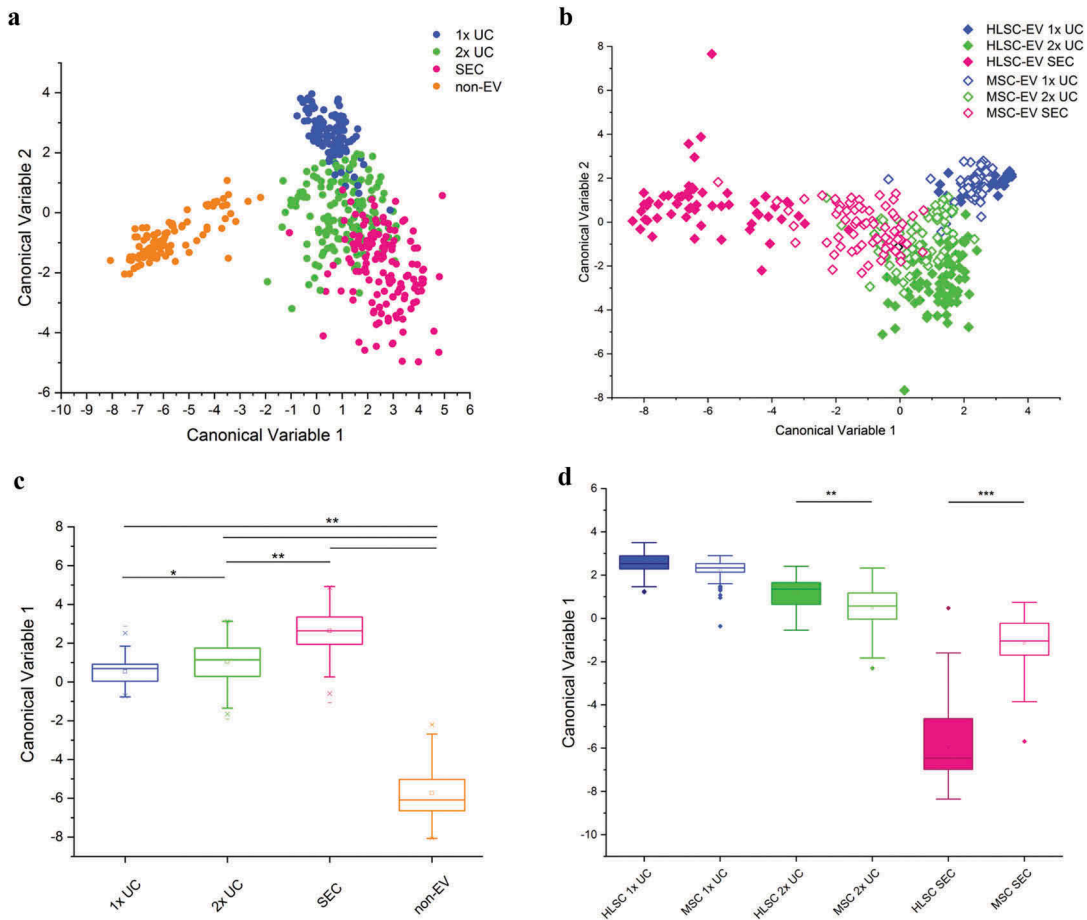 a
1x UC
2x UC
SEC
non-EV
4
2
0
-2
-4
-6
Canonical Variable 2
-10 -9 -8 -7 -6 -5 -4 -3 -2 -1 0 1 2 3 4 5 6
Canonical Variable 1
b
HLSC-EV 1x UC
HLSC-EV 2x UC
HLSC-EV SEC
MSC-EV 1x UC
MSC-EV 2x UC
MSC-EV SEC
8
6
4
2
0
-2
-4
-6
-8
Canonical Variable 2
-8 -6 -4 -2 0 2 4
Canonical Variable 1
c
8
6
4
2
0
-2
-4
-6
-8
Canonical Variable 1
**
*
**
1x UC
2x UC
SEC
non-EV
d
6
4
2
0
-2
-4
-6
-8
-10
Canonical Variable 1
**
***
HLSC 1x UC
MSC 1x UC
HLSC 2x UC
MSC 2x UC
HLSC SEC
MSC SEC